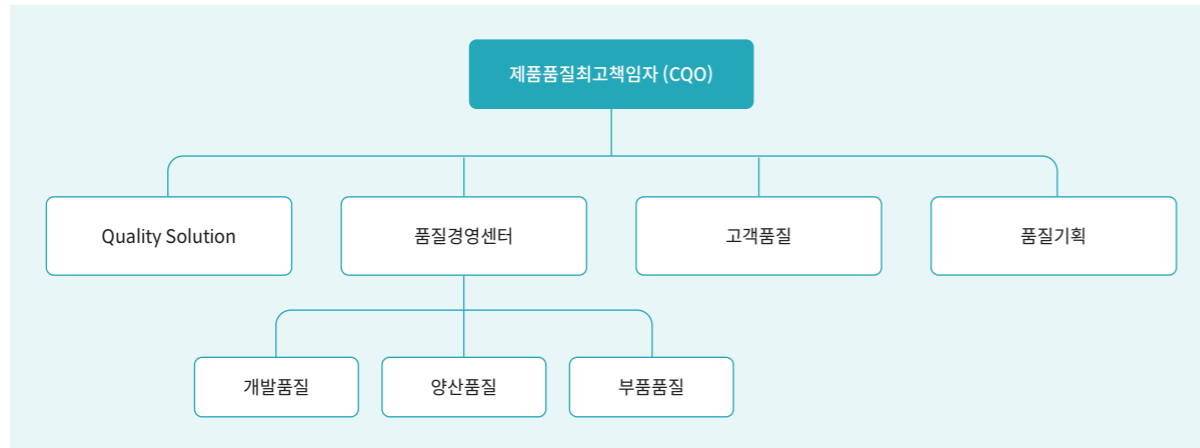 제품품질최고책임자 (CQO)
Quality Solution
품질경영센터
고객품질
품질기획
개발품질
양산품질
부품품질